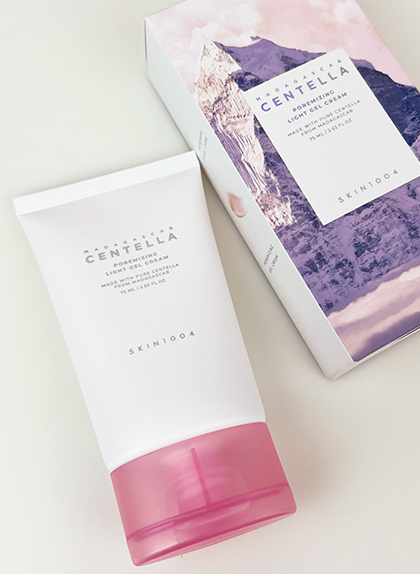 MADAGASCAR
CENTELLA
POREMIZING
LIGHT GEL CREAM
MADE WITH PURE CENTELLA
FROM MADAGASCAR
75 ML / 2.53 FL.OZ.
SKIN1004
MADAGASCAR
CENTELLA
POREMIZING
LIGHT GEL CREAM
MADE WITH PURE CENTELLA
FROM MADAGASCAR
75 ML / 2.53 FL.OZ.
SKIN1004